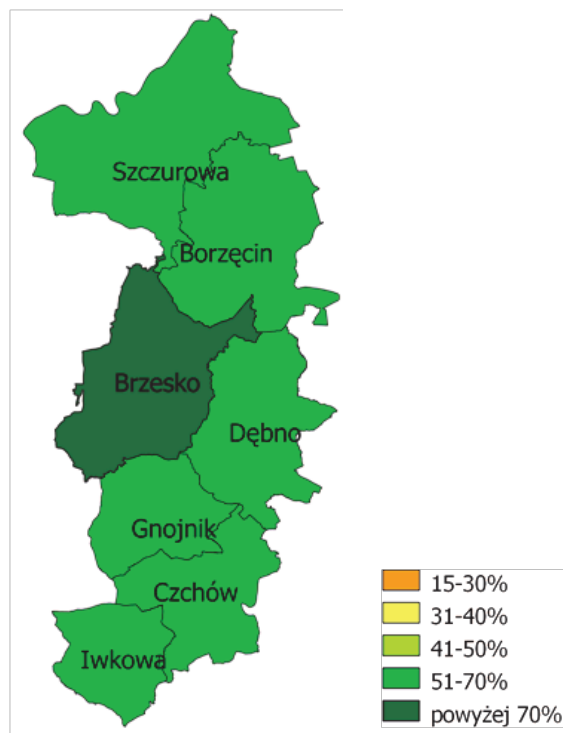 Szczurowa
Borzęcin
Brzesko
Dębno
Gnojnik
Czchów
Iwkowa
15-30%
31-40%
41-50%
51-70%
powyżej 70%